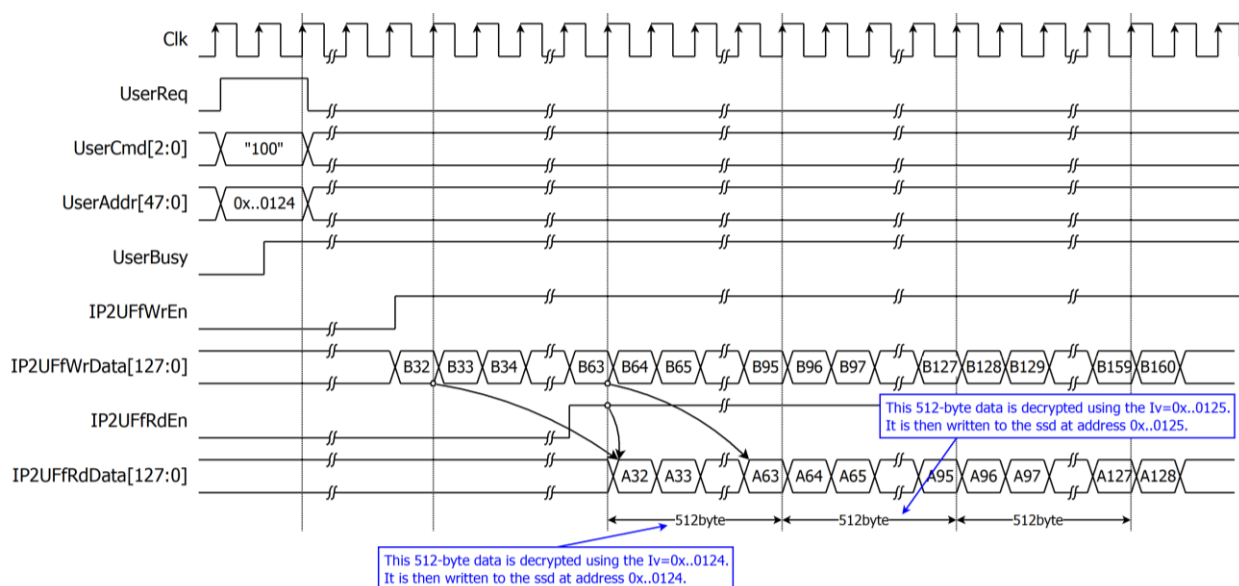 Clk
UserReq
UserCmd[2:0] "100"
UserAddr[47:0] 0x..0124
UserBusy
IP2UFfWrEn
IP2UFfWrData[127:0] B32 B33 B34 B63 B64 B65 B95 B96 B97 B127 B128 B129 B159 B160
IP2UFfRdEn
This 512-byte data is decrypted using the Iv=0x..0125.
It is then written to the ssd at address 0x..0125.
IP2UFfRdData[127:0] A32 A33 A63 A64 A65 A95 A96 A97 A127 A128
512byte 512byte 512byte
This 512-byte data is decrypted using the Iv=0x..0124.
It is then written to the ssd at address 0x..0124.